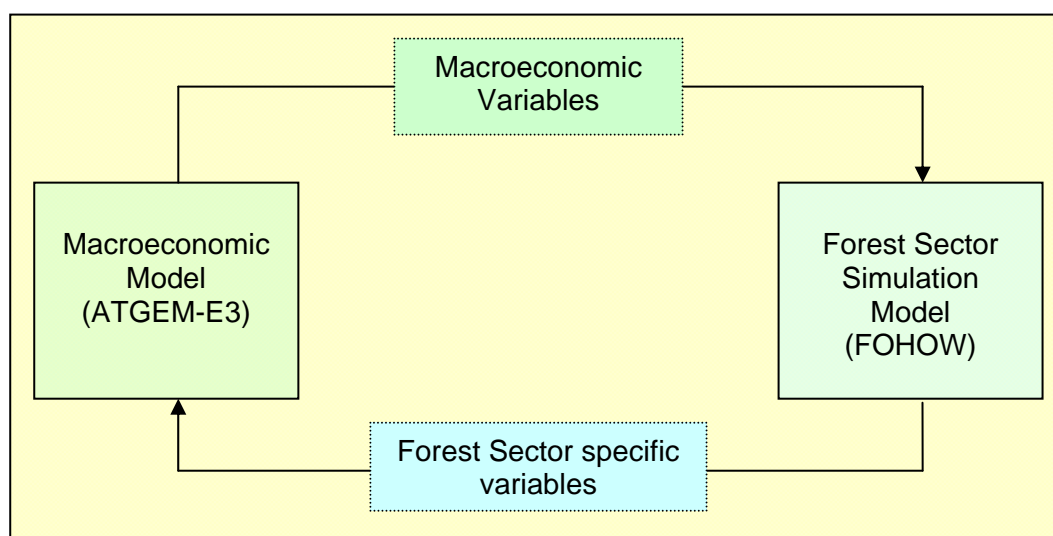 Macroeconomic
Variables
Macroeconomic
Model
(ATGEM-E3)
Forest Sector
Simulation
Model
(FOHOW)
Forest Sector specific
variables